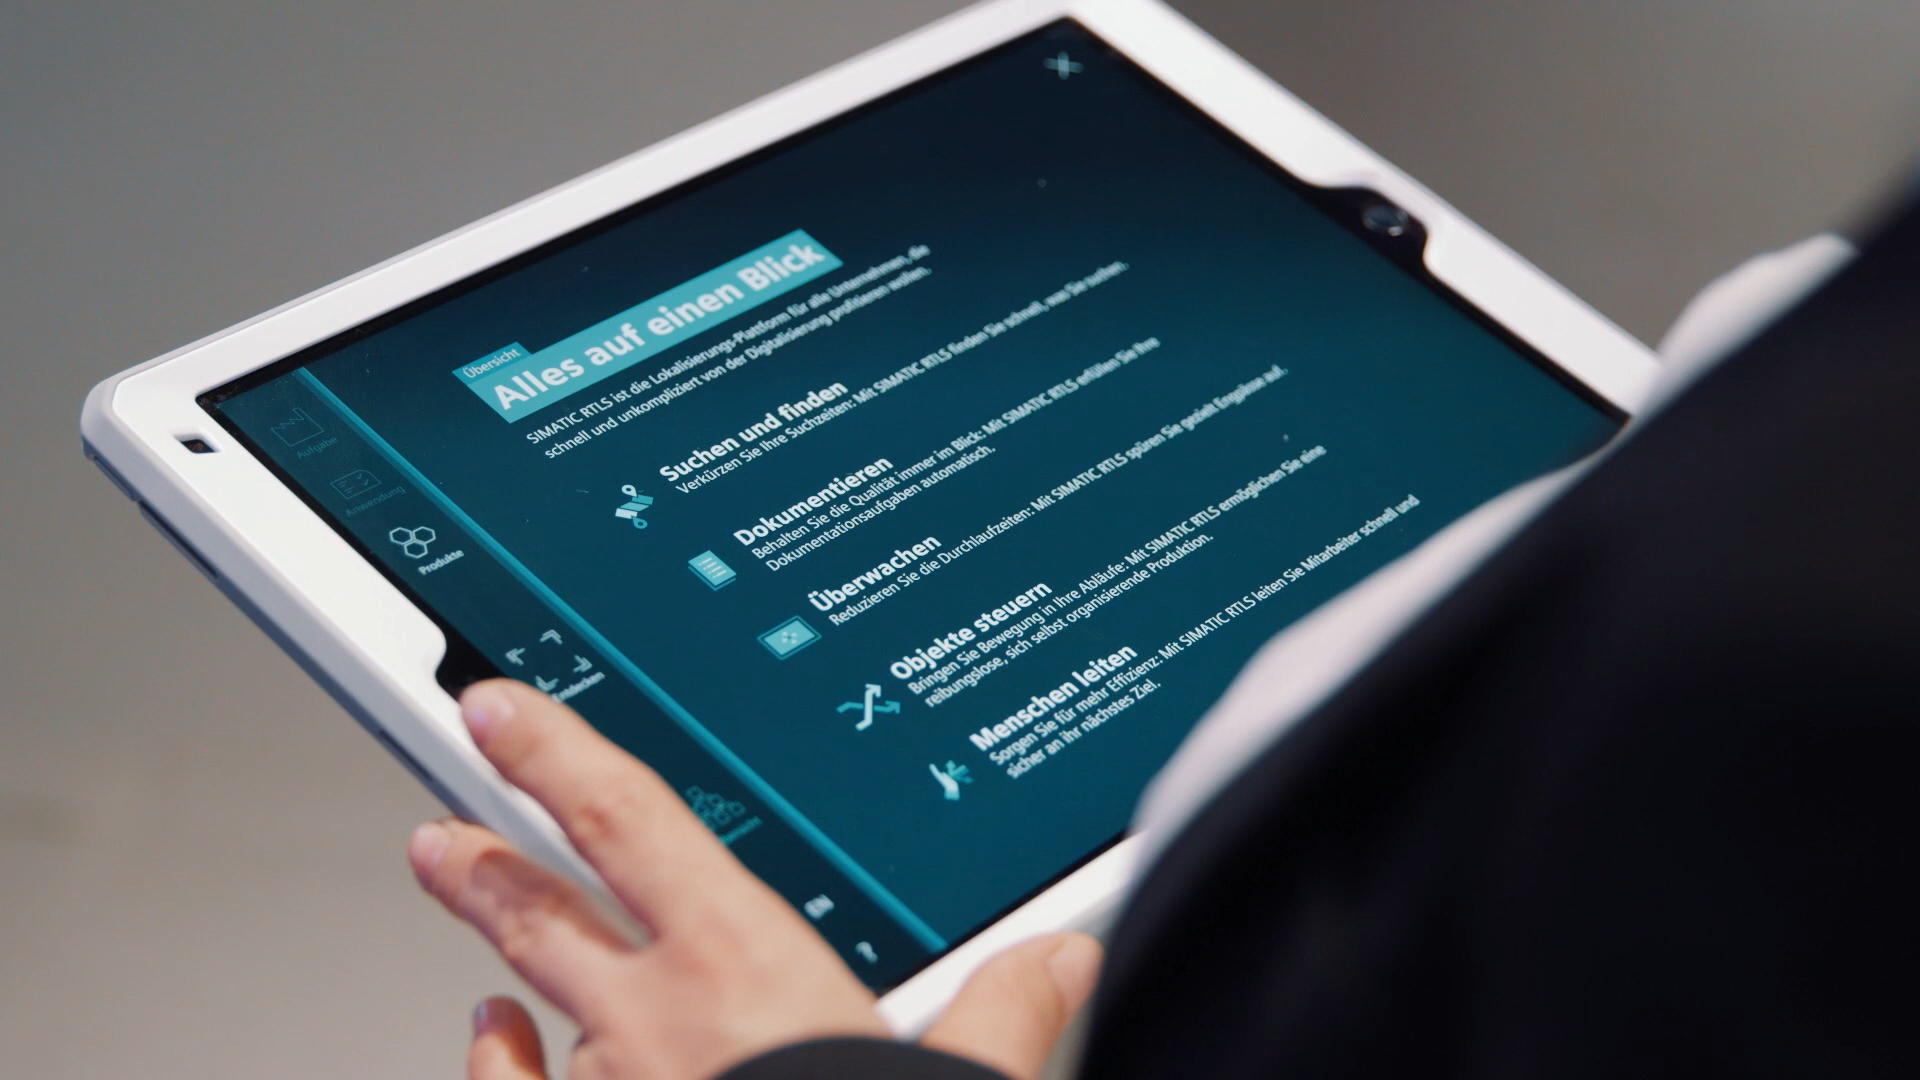 Übersicht
Alles auf einen Blick
SIMATIC RTLS ist die Lokalisierungs-Plattform für alle Unternehmen, die
schnell und unkompliziert von der Digitalisierung profitieren wollen.
Suchen und finden
Verkürzen Sie Ihre Suchzeiten: Mit SIMATIC RTLS finden Sie schnell, was Sie suchen.
Dokumentieren
Behalten Sie die Qualität immer im Blick: Mit SIMATIC RTLS erfüllen Sie Ihre
Dokumentationsaufgaben automatisch.
Überwachen
Reduzieren Sie die Durchlaufzeiten: Mit SIMATIC RTLS spüren Sie gezielt Engpässe auf.
Objekte steuern
Bringen Sie Bewegung in Ihre Abläufe: Mit SIMATIC RTLS ermöglichen Sie eine
reibungslose, sich selbst organisierende Produktion.
Menschen leiten
Sorgen Sie für mehr Effizienz: Mit SIMATIC RTLS leiten Sie Mitarbeiter schnell und
sicher an ihr nächstes Ziel.
Aufgabe
Anwendung
Produkte
Entdecken
EN
?